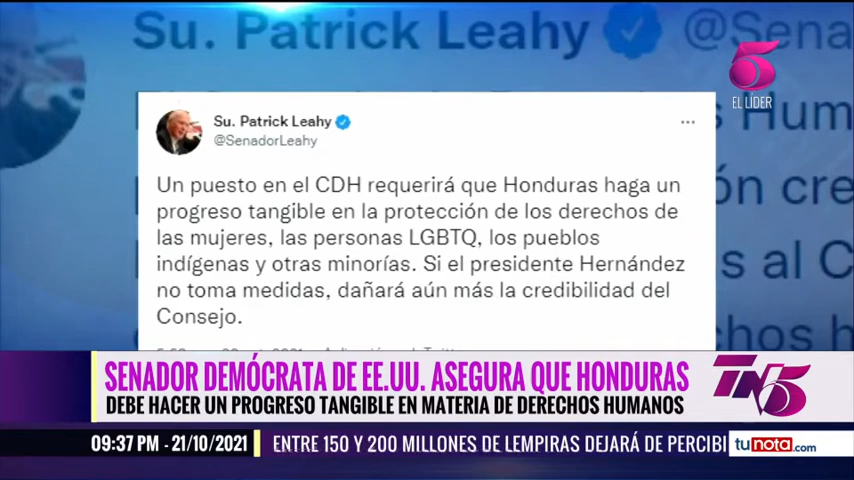 Su. Patrick Leahy @Sena
5
EL LÍDER
Su. Patrick Leahy
@SenadorLeahy
Un puesto en el CDH requerirá que Honduras haga un
progreso tangible en la protección de los derechos de
las mujeres, las personas LGBTQ, los pueblos
indígenas y otras minorías. Si el presidente Hernández
no toma medidas, dañará aún más la credibilidad del
Consejo.
SENADOR DEMÓCRATA DE EE.UU. ASEGURA QUE HONDURAS
DEBE HACER UN PROGRESO TANGIBLE EN MATERIA DE DERECHOS HUMANOS
TN5
09:37 PM - 21/10/2021
ENTRE 150 Y 200 MILLONES DE LEMPIRAS DEJARÁ DE PERCIBI
tunota.com